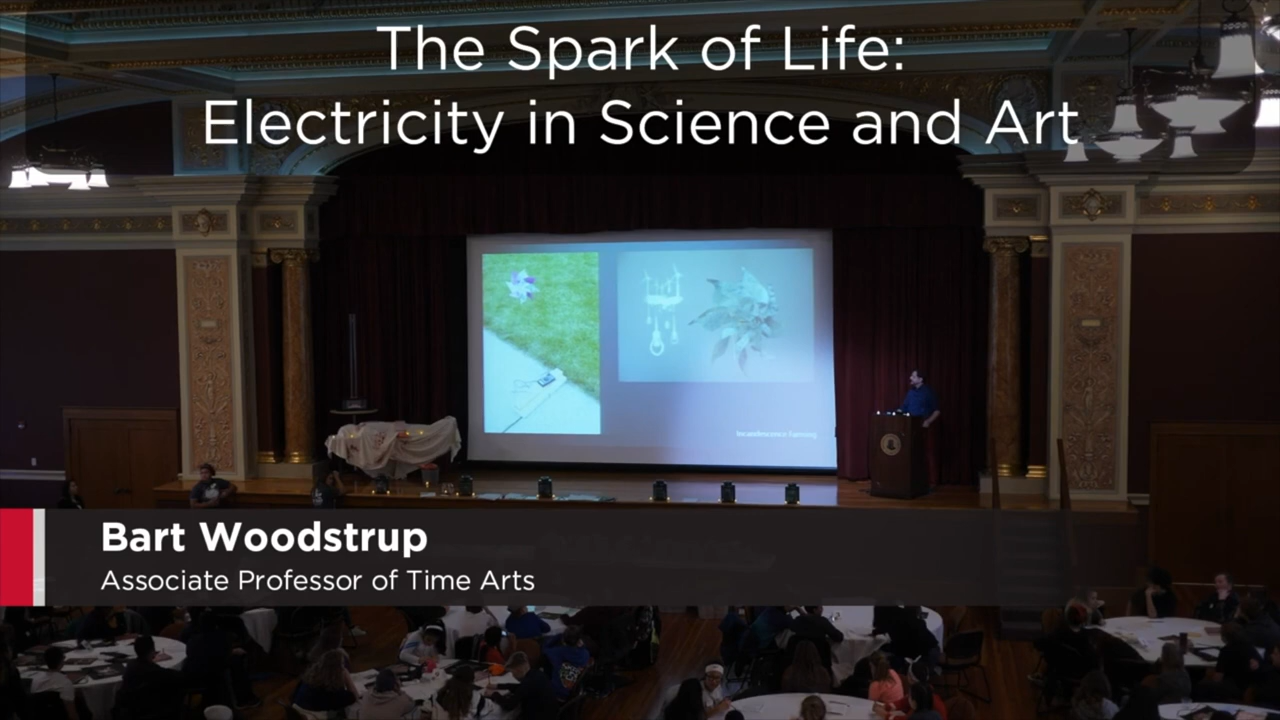 The Spark of Life:
Electricity in Science and Art
Incandescence Farming
Bart Woodstrup
Associate Professor of Time Arts